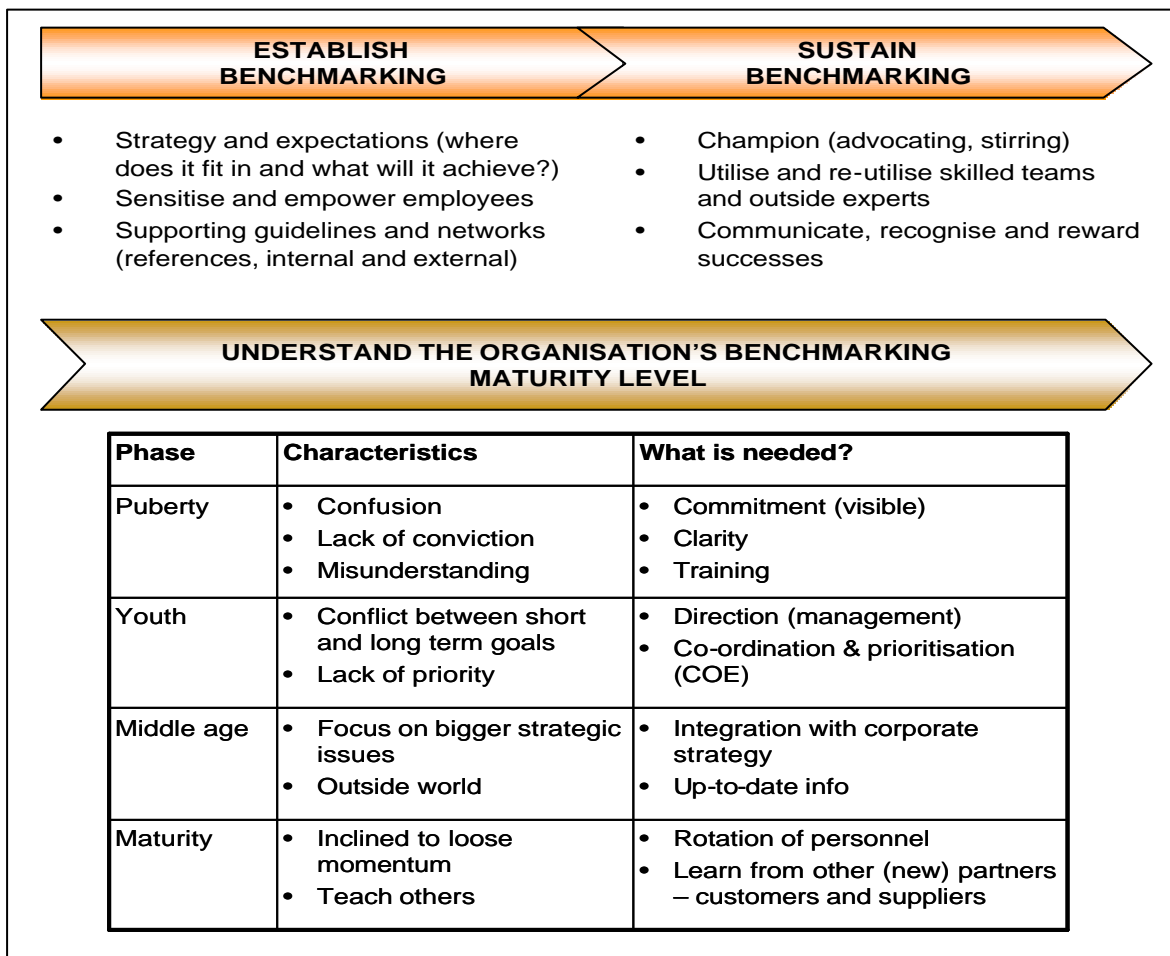 ESTABLISH
BENCHMARKING
SUSTAIN
BENCHMARKING
• Strategy and expectations (where
does it fit in and what will it achieve?)
• Sensitise and empower employees
• Supporting guidelines and networks
(references, internal and external)
• Champion (advocating, stirring)
• Utilise and re-utilise skilled teams
and outside experts
• Communicate, recognise and reward
successes
UNDERSTAND THE ORGANISATION'S BENCHMARKING
MATURITY LEVEL
Phase
Characteristics
What is needed?
Puberty
• Confusion
• Lack of conviction
• Misunderstanding
• Commitment (visible)
• Clarity
• Training
Youth
• Conflict between short
and long term goals
• Lack of priority
• Direction (management)
• Co-ordination & prioritisation
(COE)
Middle age
• Focus on bigger strategic
issues
• Outside world
• Integration with corporate
strategy
• Up-to-date info
Maturity
• Inclined to loose
momentum
• Teach others
• Rotation of personnel
• Learn from other (new) partners
– customers and suppliers